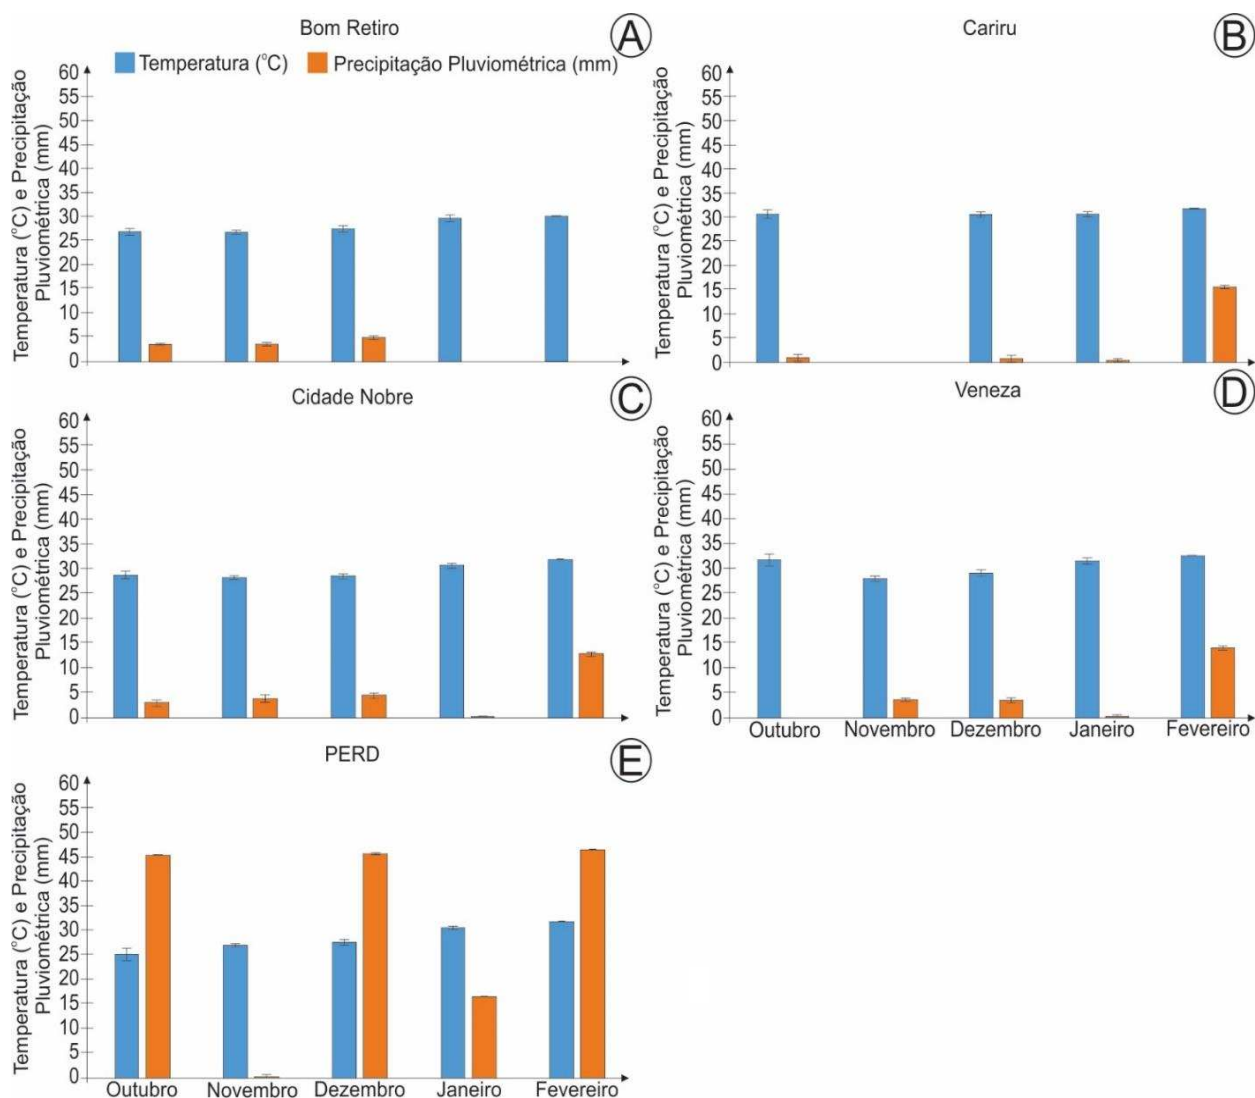 Bom Retiro
A
Temperatura (°C) Precipitação Pluviométrica (mm)
Temperatura (°C) e Precipitação
Pluviométrica (mm)
60
55
50
45
40
35
30
25
20
15
10
5
0
Cariru
B
Temperatura (°C) e Precipitação
Pluviométrica (mm)
60
55
50
45
40
35
30
25
20
15
10
5
0
Cidade Nobre
C
Temperatura (°C) e Precipitação
Pluviométrica (mm)
60
55
50
45
40
35
30
25
20
15
10
5
0
Veneza
D
Temperatura (°C) e Precipitação
Pluviométrica (mm)
60
55
50
45
40
35
30
25
20
15
10
5
0
Outubro Novembro Dezembro Janeiro Fevereiro
PERD
E
Temperatura (°C) e Precipitação
Pluviométrica (mm)
60
55
50
45
40
35
30
25
20
15
10
5
0
Outubro Novembro Dezembro Janeiro Fevereiro